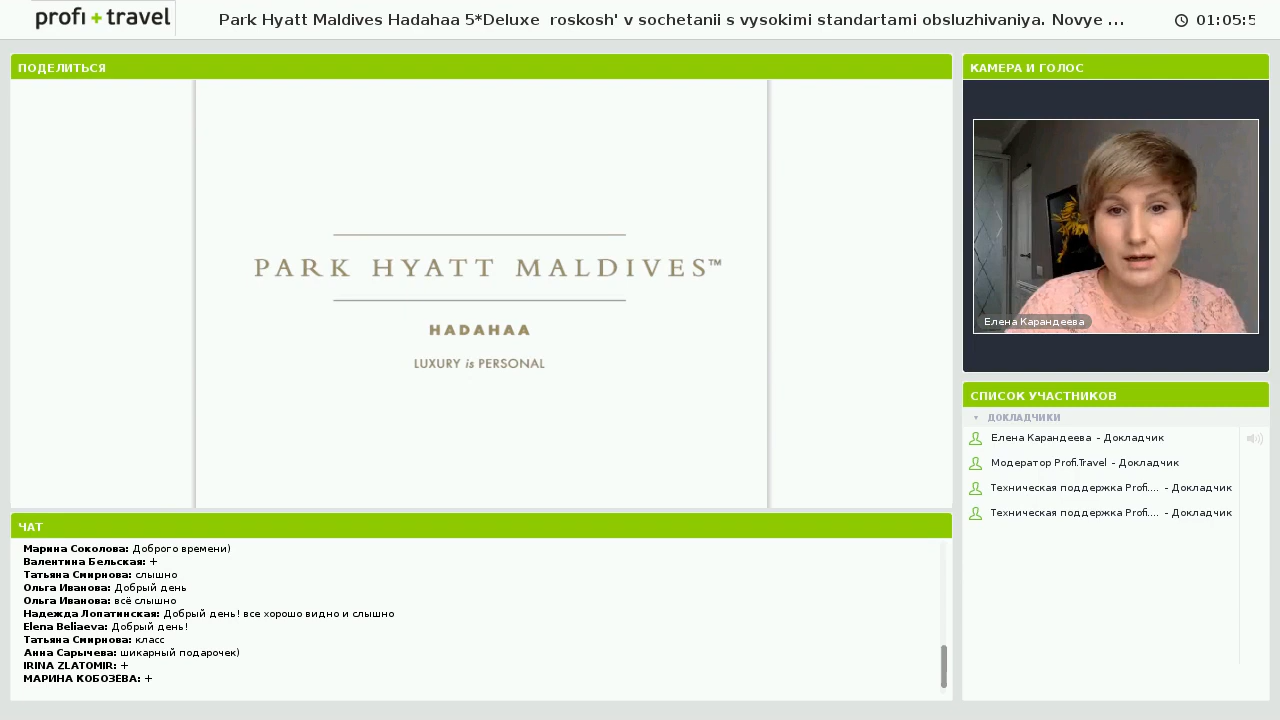 profi + travel
Park Hyatt Maldives Hadahaa 5*Deluxe roskosh' v sochetanii s vysokimi standartami obsluzhivaniya. Novye ...
01:05:5
ПОДЕЛИТЬСЯ
PARK HYATT MALDIVES™
HADAHAA
LUXURY is PERSONAL
КАМЕРА И ГОЛОС
Елена Карандеева
СПИСОК УЧАСТНИКОВ
ДОКЛАДЧИКИ
Елена Карандеева - Докладчик
Модератор Profi.Travel - Докладчик
Техническая поддержка Profi.... - Докладчик
Техническая поддержка Profi.... - Докладчик
ЧАТ
Марина Соколова: Доброго времени)
Валентина Бельская: +
Татьяна Смирнова: слышно
Ольга Иванова: Добрый день
Ольга Иванова: всё слышно
Надежда Лопатинская: Добрый день! все хорошо видно и слышно
Elena Beliaeva: Добрый день!
Татьяна Смирнова: класс
Анна Сарычева: шикарный подарочек)
IRINA ZLATOMIR: +
МАРИНА КОБОЗЕВА: +